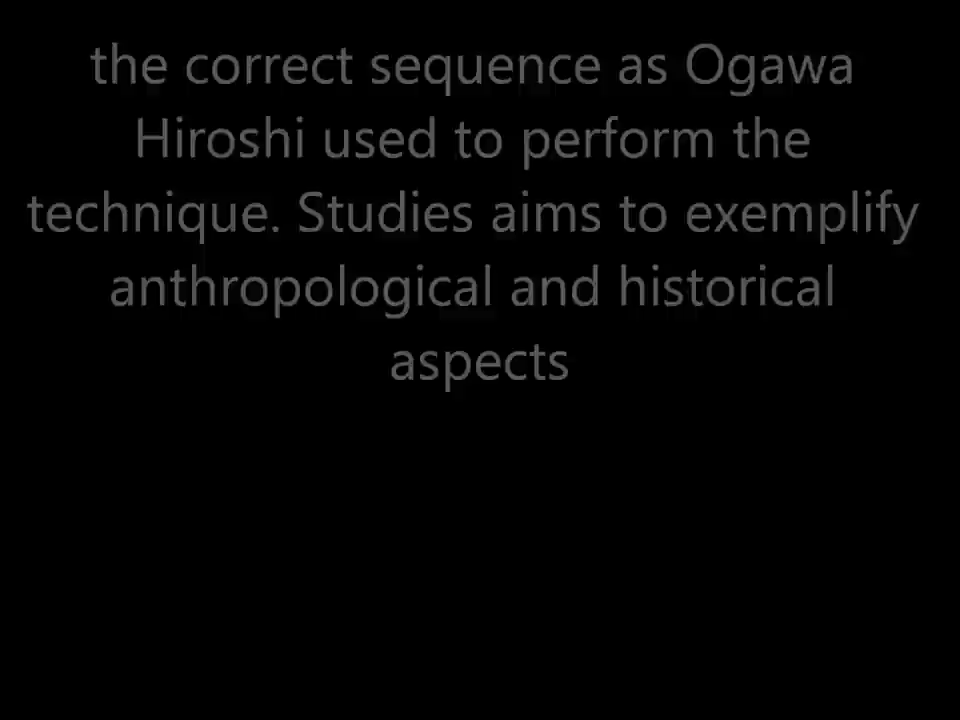 the correct sequence as Ogawa
Hiroshi used to perform the
technique. Studies aims to exemplify
anthropological and historical
aspects